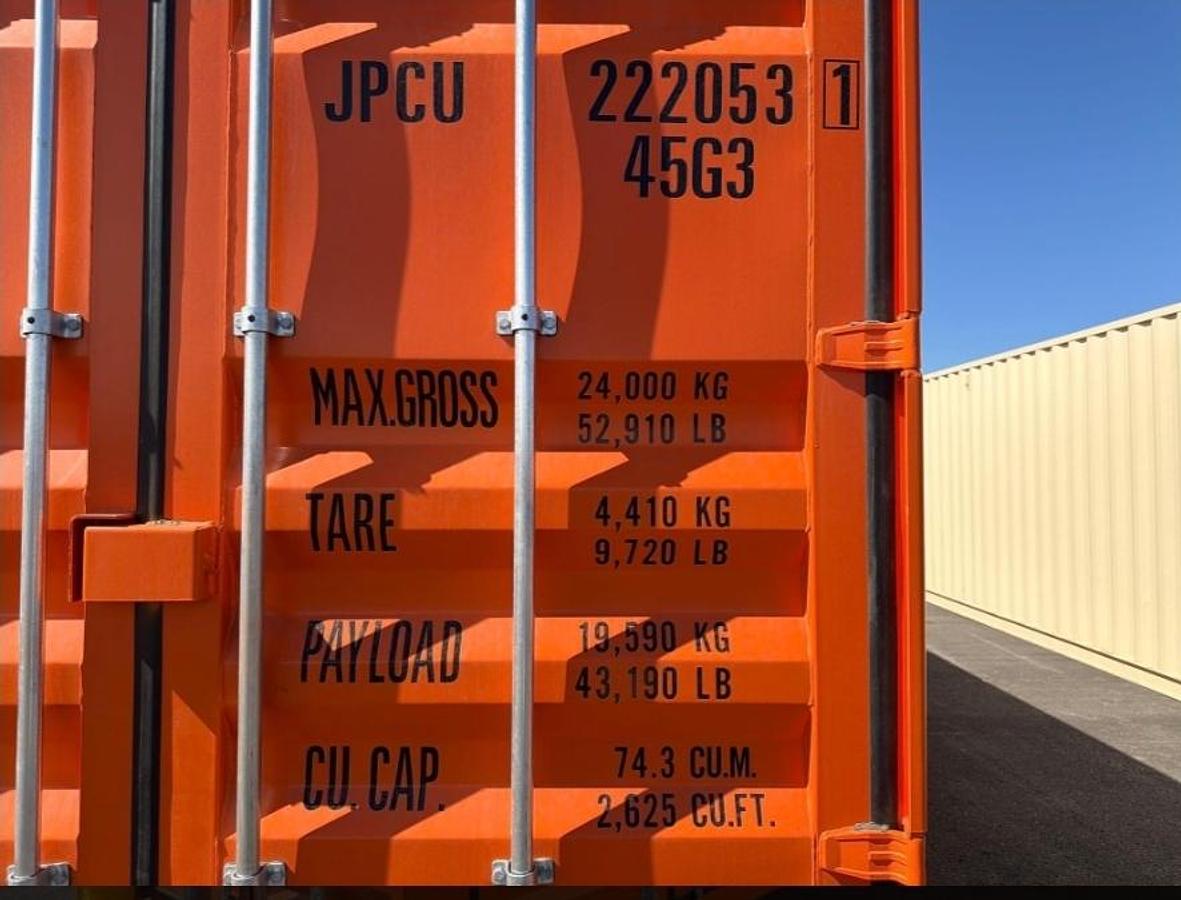 JPCU 222053 1
45G3
MAX.GROSS 24,000 KG
52,910 LB
TARE 4,410 KG
9,720 LB
PAYLOAD 19,590 KG
43,190 LB
CU. CAP. 74.3 CU.M.
2,625 CU.FT.